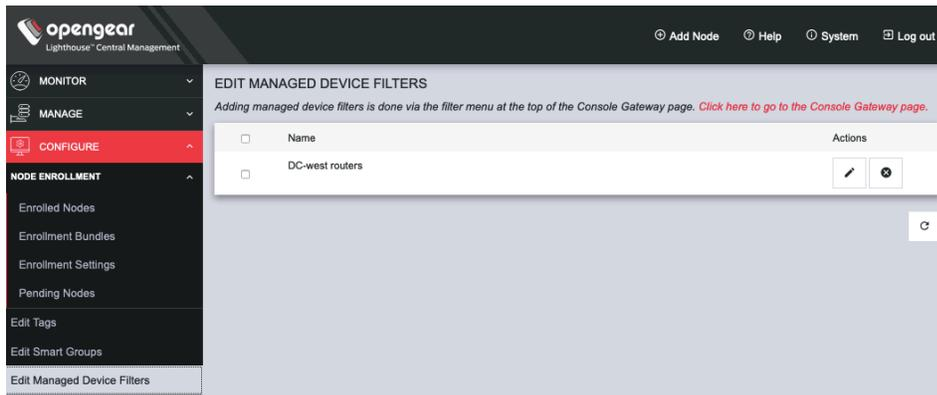 opengear
Lighthouse™ Central Management
Add Node
Help
System
Log out
MONITOR
MANAGE
CONFIGURE
NODE ENROLLMENT
Enrolled Nodes
Enrollment Bundles
Enrollment Settings
Pending Nodes
Edit Tags
Edit Smart Groups
Edit Managed Device Filters
EDIT MANAGED DEVICE FILTERS
Adding managed device filters is done via the filter menu at the top of the Console Gateway page. Click here to go to the Console Gateway page.
Name Actions
DC-west routers